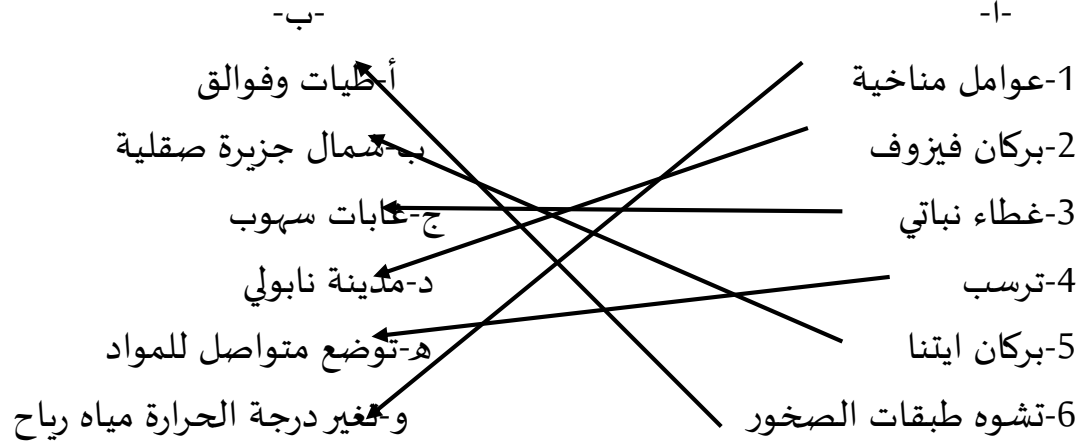 -ا- -ب-
1-عوامل مناخية أ-طيات وفوالق
2-بركان فيزوف ب-شمال جزيرة صقلية
3-غطاء نباتي ج-غابات سهوب
4-ترسب د-مدينة نابولي
5-بركان ايتنا ه-توضع متواصل للمواد
6-تشوه طبقات الصخور و-تغير درجة الحرارة مياه رياح